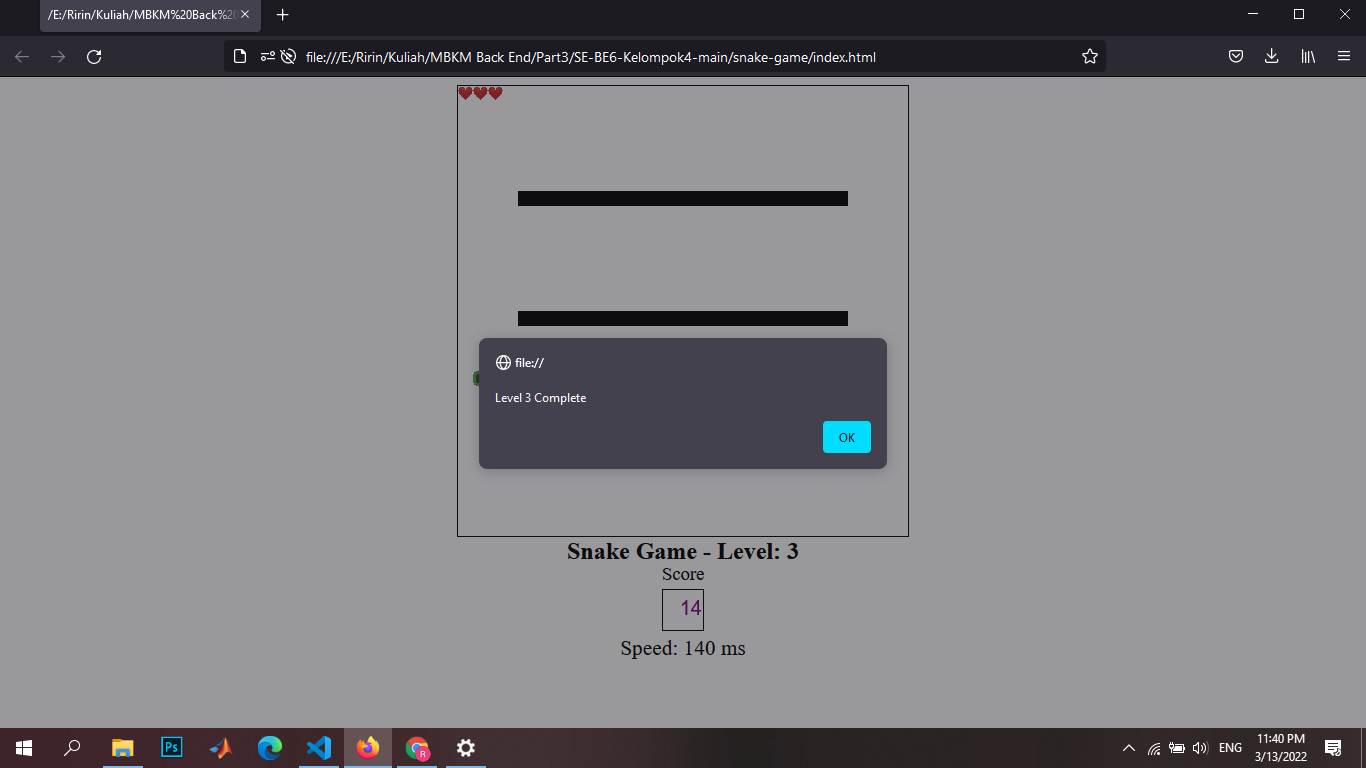 /E:/Ririn/Kuliah/MBKM%20Back%20
file:///E:/Ririn/Kuliah/MBKM Back End/Part3/SE-BE6-Kelompok4-main/snake-game/index.html
file://
Level 3 Complete
OK
Snake Game - Level: 3
Score
14
Speed: 140 ms
Ps
R
ENG
11:40 PM
3/13/2022